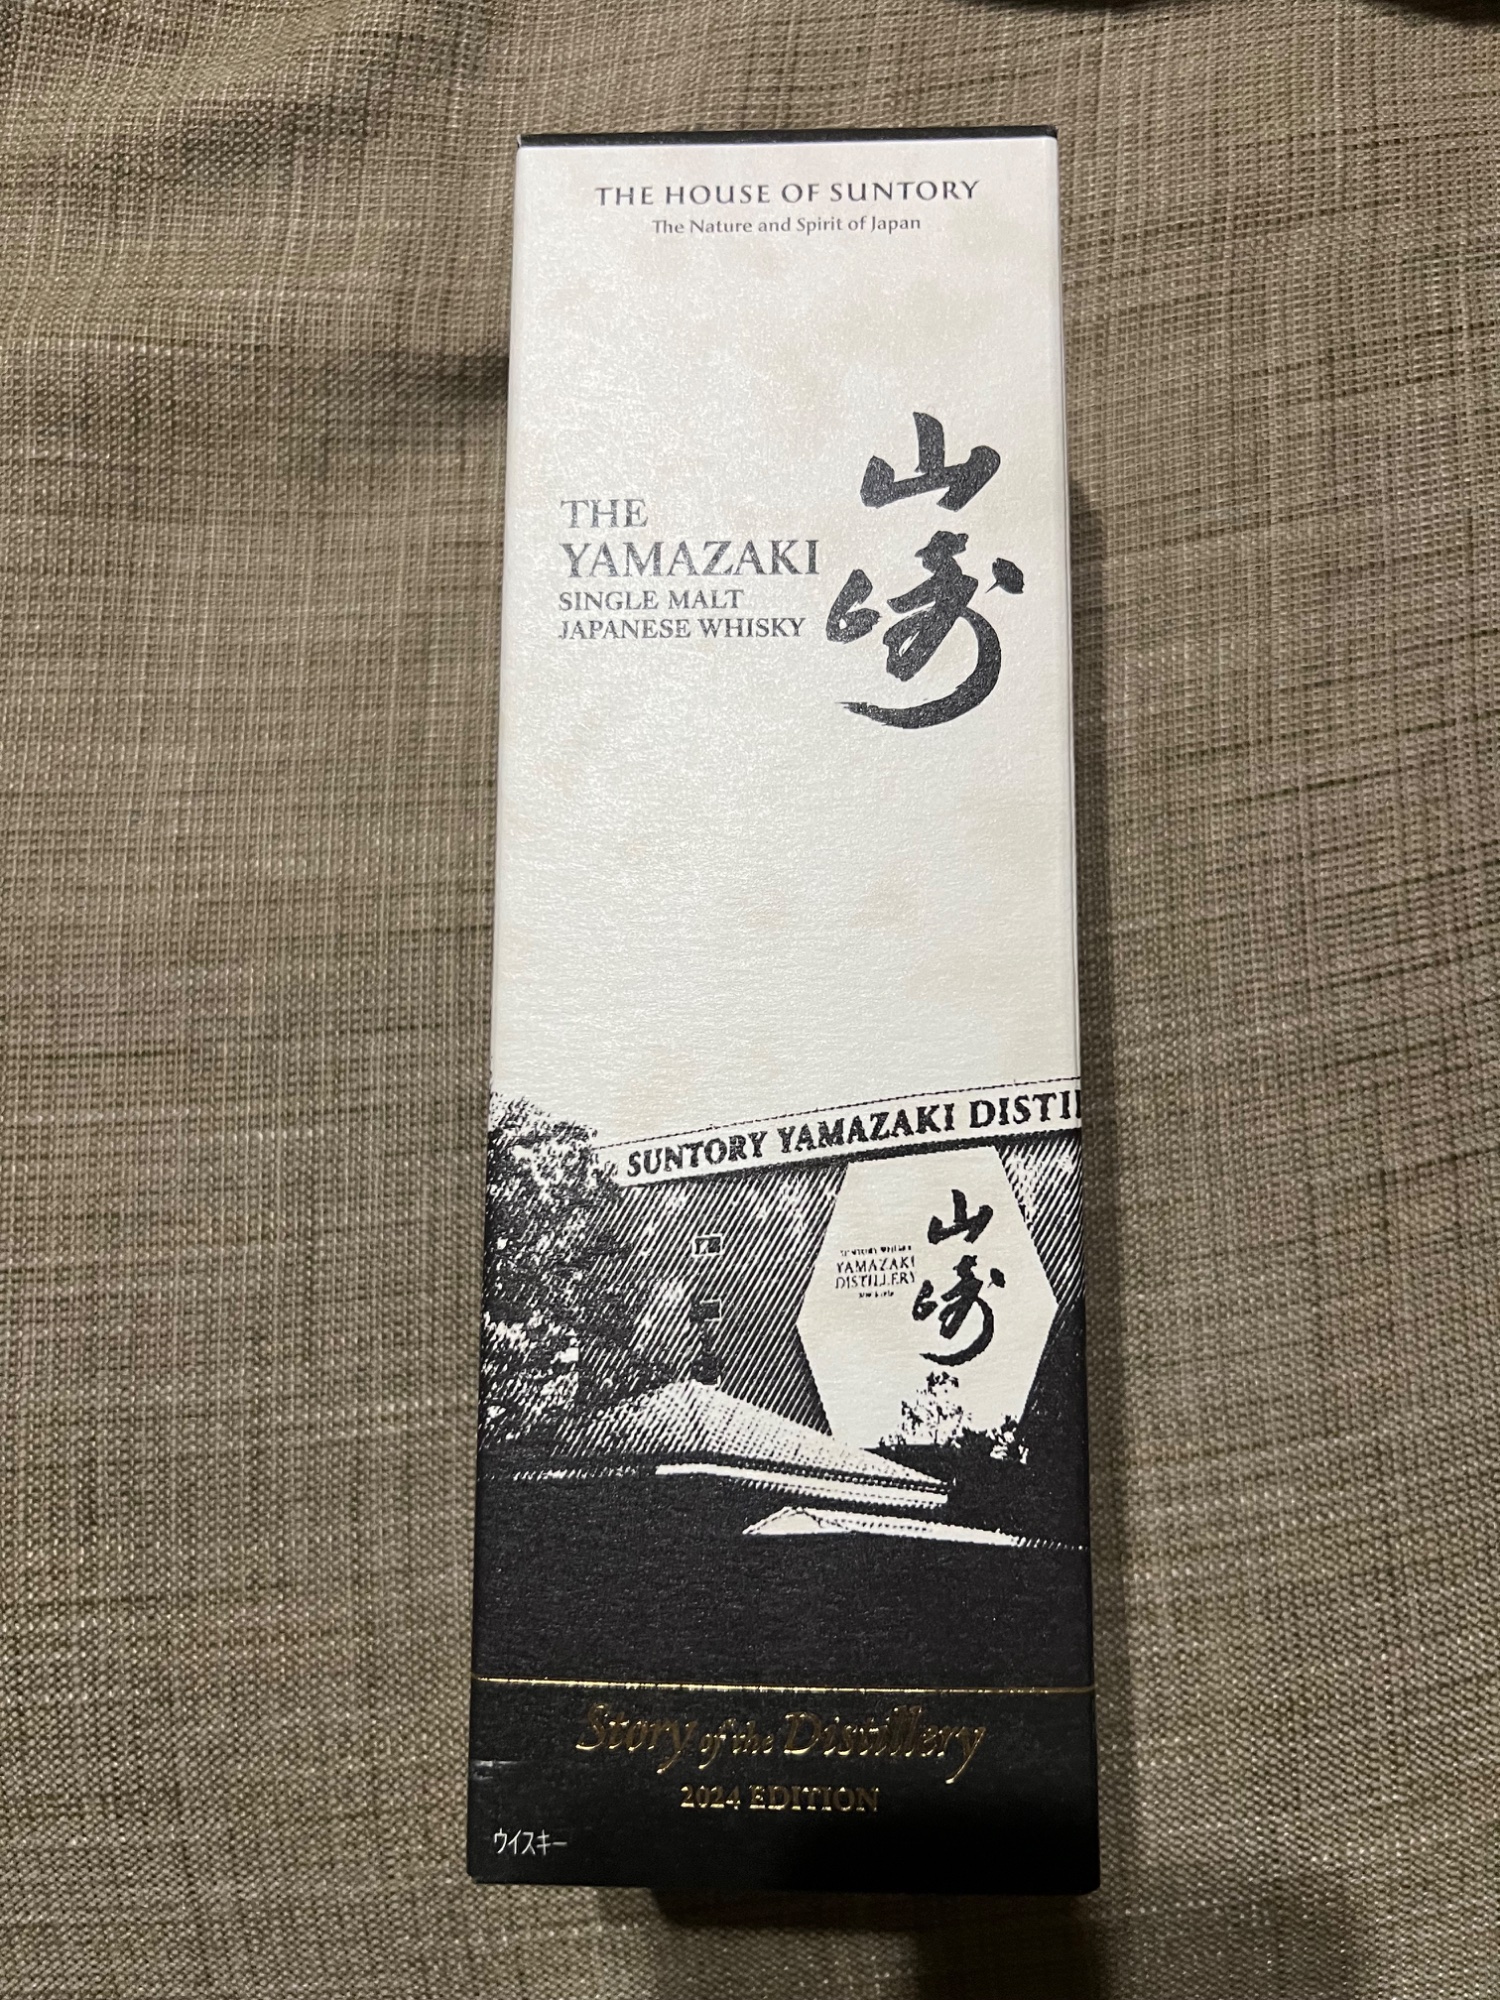 THE HOUSE OF SUNTORY
The Nature and Spirit of Japan
山崎
THE
YAMAZAKI
SINGLE MALT
JAPANESE WHISKY
SUNTORY YAMAZAKI DISTIL
山崎
YAMAZAKI
DISTILLERY
Story of the Distillery
2024 EDITION
ウイスキー